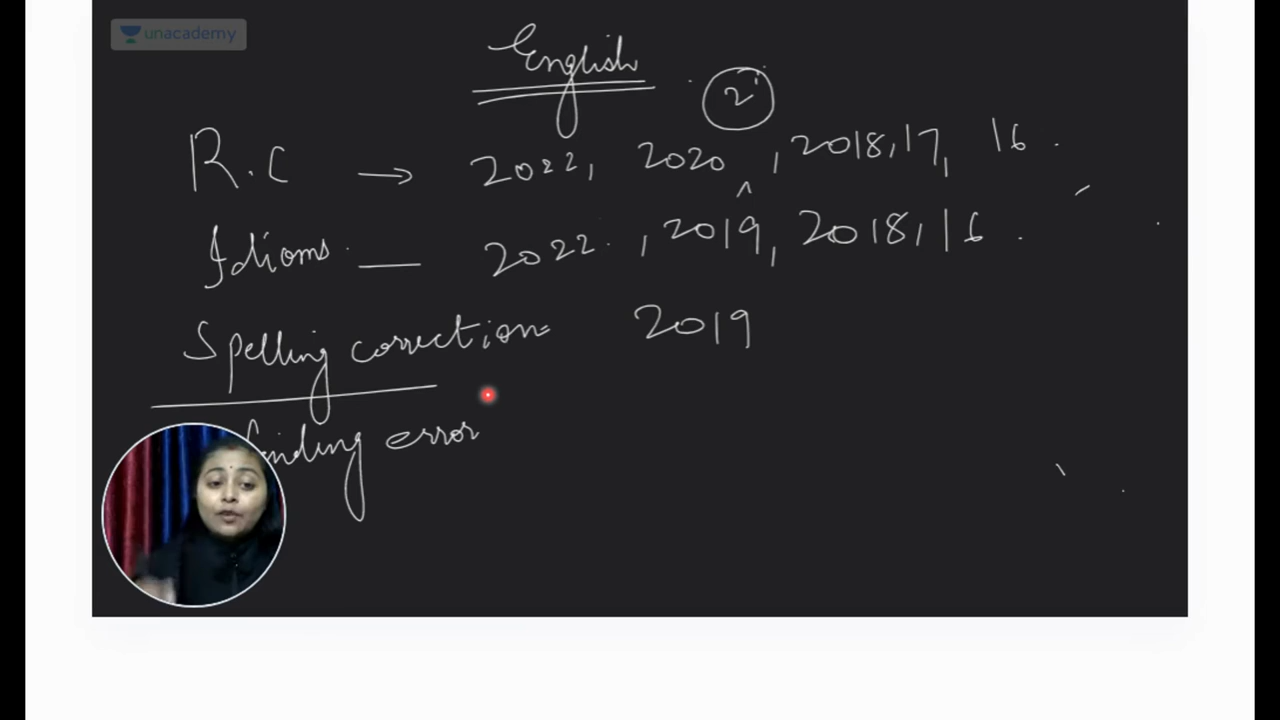 unacademy
English
2
R.C → 2022, 2020, 2018, 17, 16.
Idioms — 2022, 2019, 2018, 16.
Spelling correction 2019
finding error